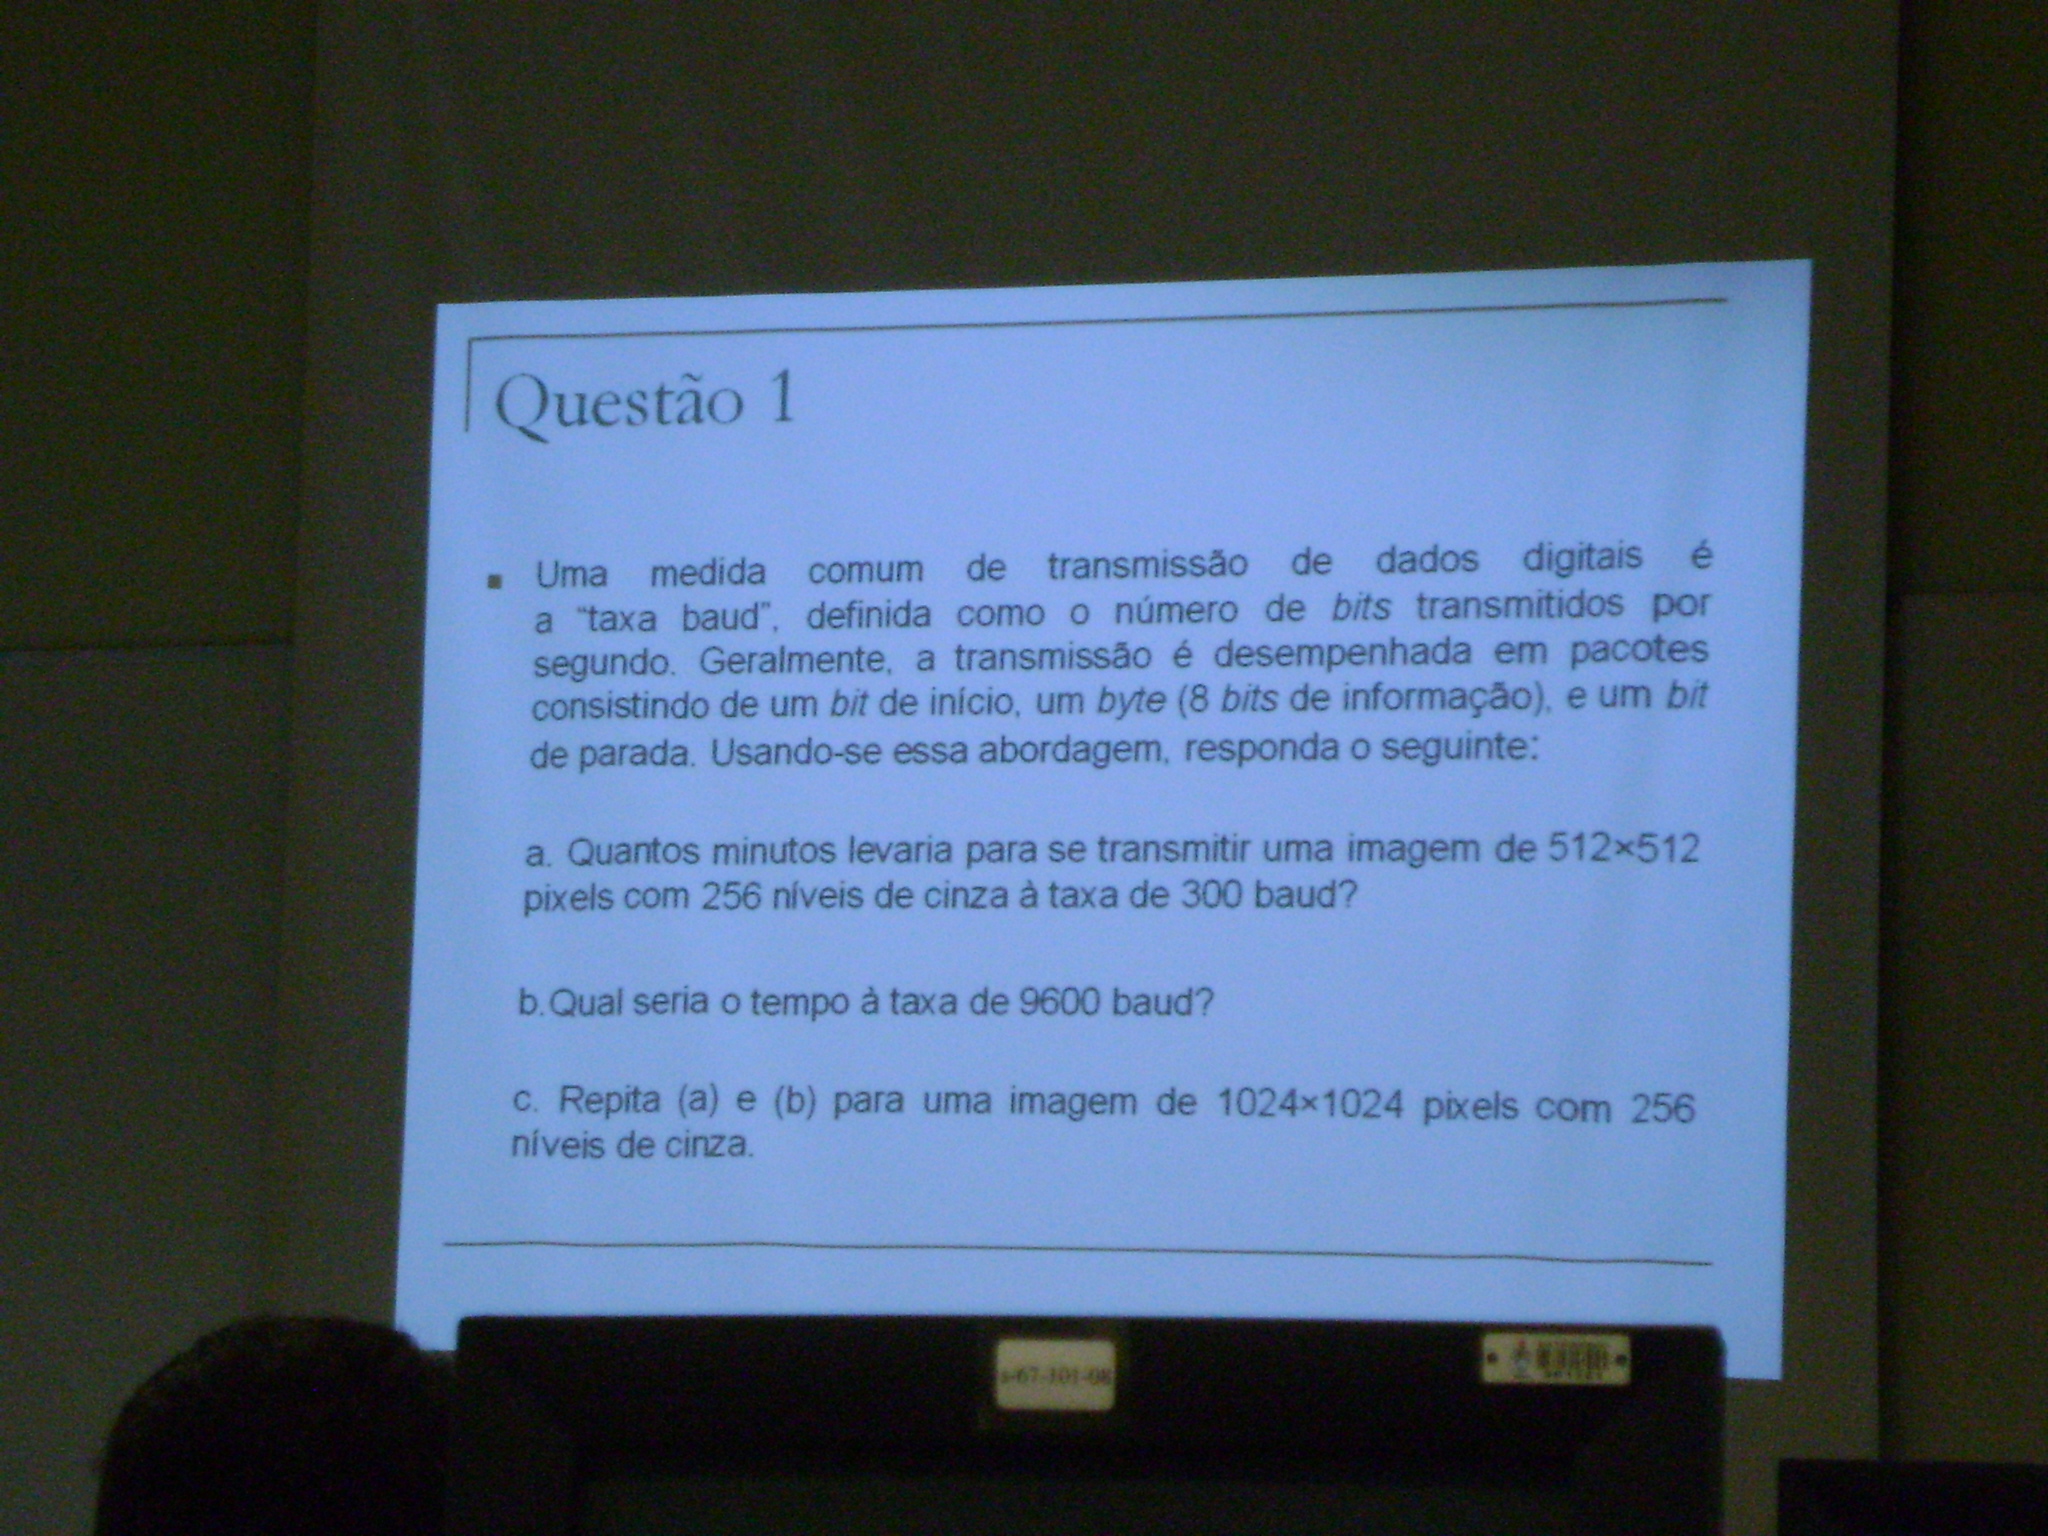 Questão 1
Uma medida comum de transmissão de dados digitais é
a “taxa baud”, definida como o número de bits transmitidos por
segundo. Geralmente, a transmissão é desempenhada em pacotes
consistindo de um bit de início, um byte (8 bits de informação), e um bit
de parada. Usando-se essa abordagem, responda o seguinte:
a. Quantos minutos levaria para se transmitir uma imagem de 512×512
pixels com 256 níveis de cinza à taxa de 300 baud?
b.Qual seria o tempo à taxa de 9600 baud?
c. Repita (a) e (b) para uma imagem de 1024×1024 pixels com 256
níveis de cinza.
s-67-101-08